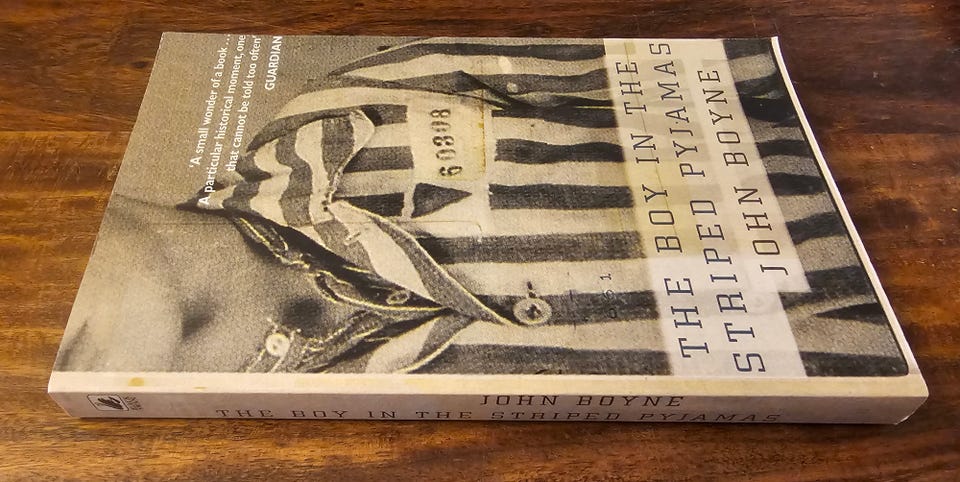 'A small wonder of a book...
A particular historical moment, one
that cannot be told too often'
GUARDIAN
60808
THE BOY IN THE
STRIPED PYJAMAS
JOHN BOYNE
JOHN BOYNE
THE BOY IN THE STRIPED PYJAMAS